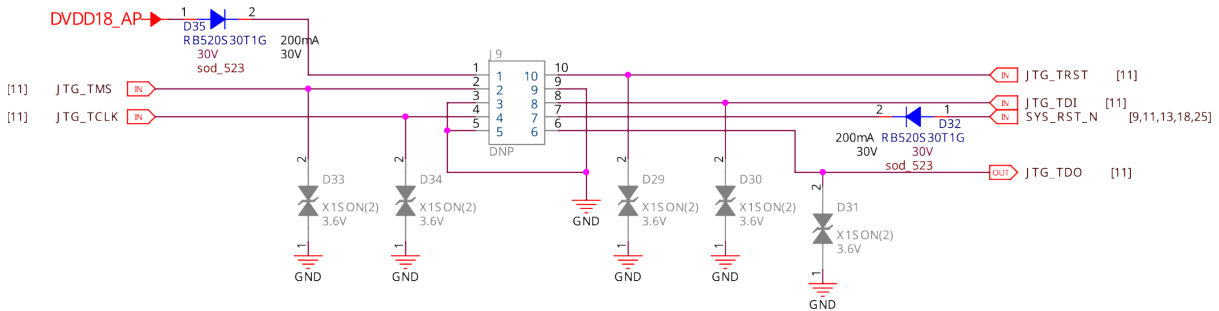 DVDD18_AP
1
2
D35
RB520S30T1G
30V
sod_523
200mA
30V
J9
[11] JTG_TMS IN
[11] JTG_TCLK IN
1 1 10 10
2 2 9 9
3 3 8 8
4 4 7 7
5 5 6 6
DNP
IN JTG_TRST [11]
IN JTG_TDI [11]
IN SYS_RST_N [9,11,13,18,25]
2 1
D32
200mA RB520S30T1G
30V 30V
sod_523
OUT JTG_TDO [11]
2
D33
X1SON(2)
3.6V
1
GND
2
D34
X1SON(2)
3.6V
1
GND
GND
2
D29
X1SON(2)
3.6V
1
GND
2
D30
X1SON(2)
3.6V
1
GND
2
D31
X1SON(2)
3.6V
1
GND